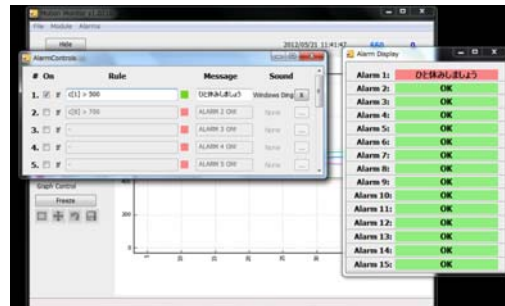 File Module Alarms
Hide
2012/05/21 11:41:47
AlarmControls
# On Rule Message Sound
1. if c[1] > 500 ひと休みしましょう Windows Ding x
2. if c[0] > 700 ALARM 2 ON! None ...
3. if - ALARM 3 ON! None ...
4. if - ALARM 4 ON! None ...
5. if - ALARM 5 ON! None ...
Graph Control
Freeze
Alarm Display
Alarm 1: ひと休みしましょう
Alarm 2: OK
Alarm 3: OK
Alarm 4: OK
Alarm 5: OK
Alarm 6: OK
Alarm 7: OK
Alarm 8: OK
Alarm 9: OK
Alarm 10: OK
Alarm 11: OK
Alarm 12: OK
Alarm 13: OK
Alarm 14: OK
Alarm 15: OK